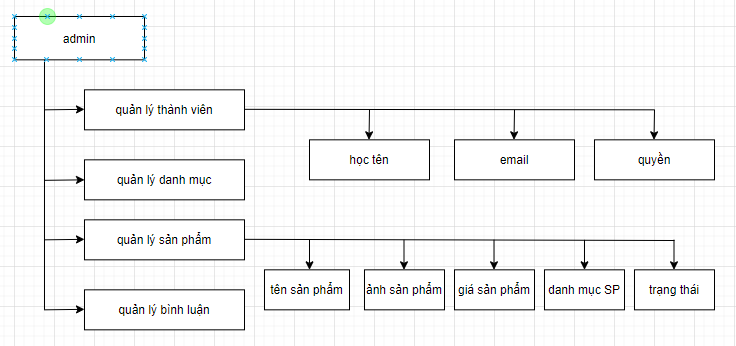 admin
quản lý thành viên
học tên
email
quyền
quản lý danh mục
quản lý sản phẩm
tên sản phẩm
ảnh sản phẩm
giá sản phẩm
danh mục SP
trạng thái
quản lý bình luận